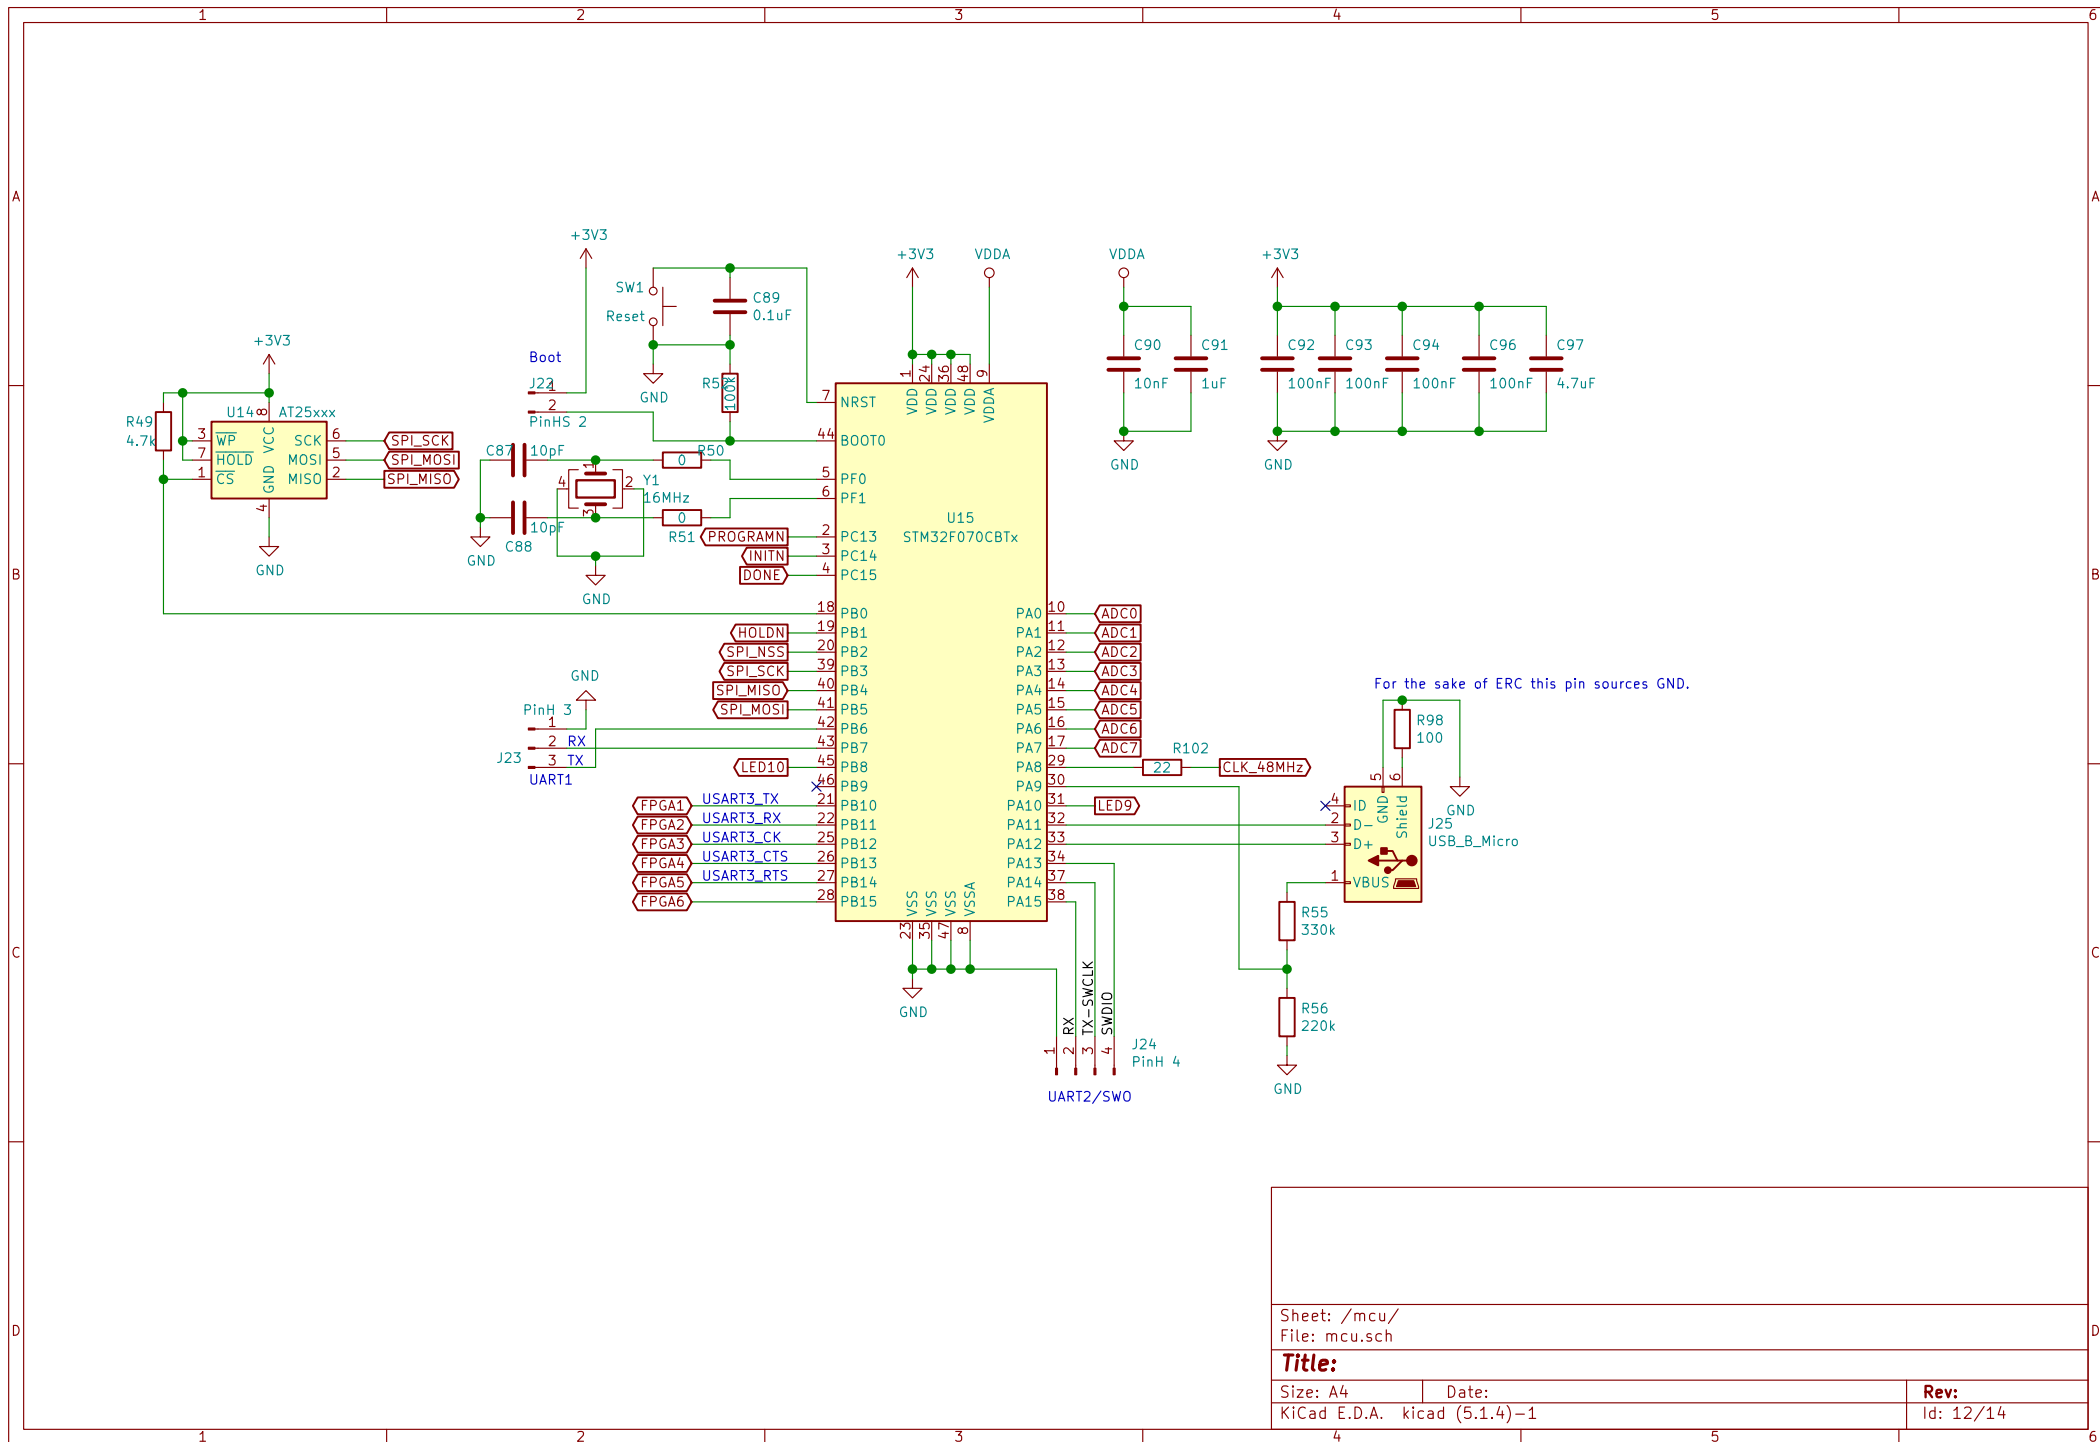 1 2 3 4 5 6
A A
B B
C C
D D
1 2 3 4 5 6
+3V3
R49
4.7k
U14
AT25xxx
8
VCC
3 WP
7 HOLD
1 CS
SCK 6
MOSI 5
MISO 2
GND
4
GND
SPI_SCK
SPI_MOSI
SPI_MISO
+3V3
Boot
J22
1
2
PinHS 2
SW1
Reset
GND
C89
0.1uF
R52
100k
C87
10pF
C88
10pF
GND
1
2
3
4
Y1
16MHz
GND
R50
0
R51
0
PROGRAMN
INITN
DONE
HOLDN
SPI_NSS
SPI_SCK
SPI_MISO
SPI_MOSI
GND
PinH 3
1
2 RX
3 TX
J23
UART1
LED10
FPGA1 USART3_TX
FPGA2 USART3_RX
FPGA3 USART3_CK
FPGA4 USART3_CTS
FPGA5 USART3_RTS
FPGA6
+3V3
VDDA
1 24 36 48 9
VDD VDD VDD VDD VDDA
U15
STM32F070CBTx
7 NRST
44 BOOT0
5 PF0
6 PF1
2 PC13
3 PC14
4 PC15
18 PB0
19 PB1
20 PB2
39 PB3
40 PB4
41 PB5
42 PB6
43 PB7
45 PB8
46 PB9
21 PB10
22 PB11
25 PB12
26 PB13
27 PB14
28 PB15
PA0 10
PA1 11
PA2 12
PA3 13
PA4 14
PA5 15
PA6 16
PA7 17
PA8 29
PA9 30
PA10 31
PA11 32
PA12 33
PA13 34
PA14 37
PA15 38
VSS VSS VSS VSSA
23 35 47 8
GND
ADC0
ADC1
ADC2
ADC3
ADC4
ADC5
ADC6
ADC7
R102
22
CLK_48MHz
LED9
RX
TX-SWCLK
SWDIO
1 2 3 4
J24
PinH 4
UART2/SWO
VDDA
C90
10nF
C91
1uF
GND
+3V3
C92
100nF
C93
100nF
C94
100nF
C96
100nF
C97
4.7uF
GND
For the sake of ERC this pin sources GND.
R98
100
GND
5 6
GND
Shield
4 ID
2 D-
3 D+
1 VBUS
J25
USB_B_Micro
R55
330k
R56
220k
GND
Sheet: /mcu/
File: mcu.sch
Title:
Size: A4 Date: Rev:
KiCad E.D.A. kicad (5.1.4)-1 Id: 12/14